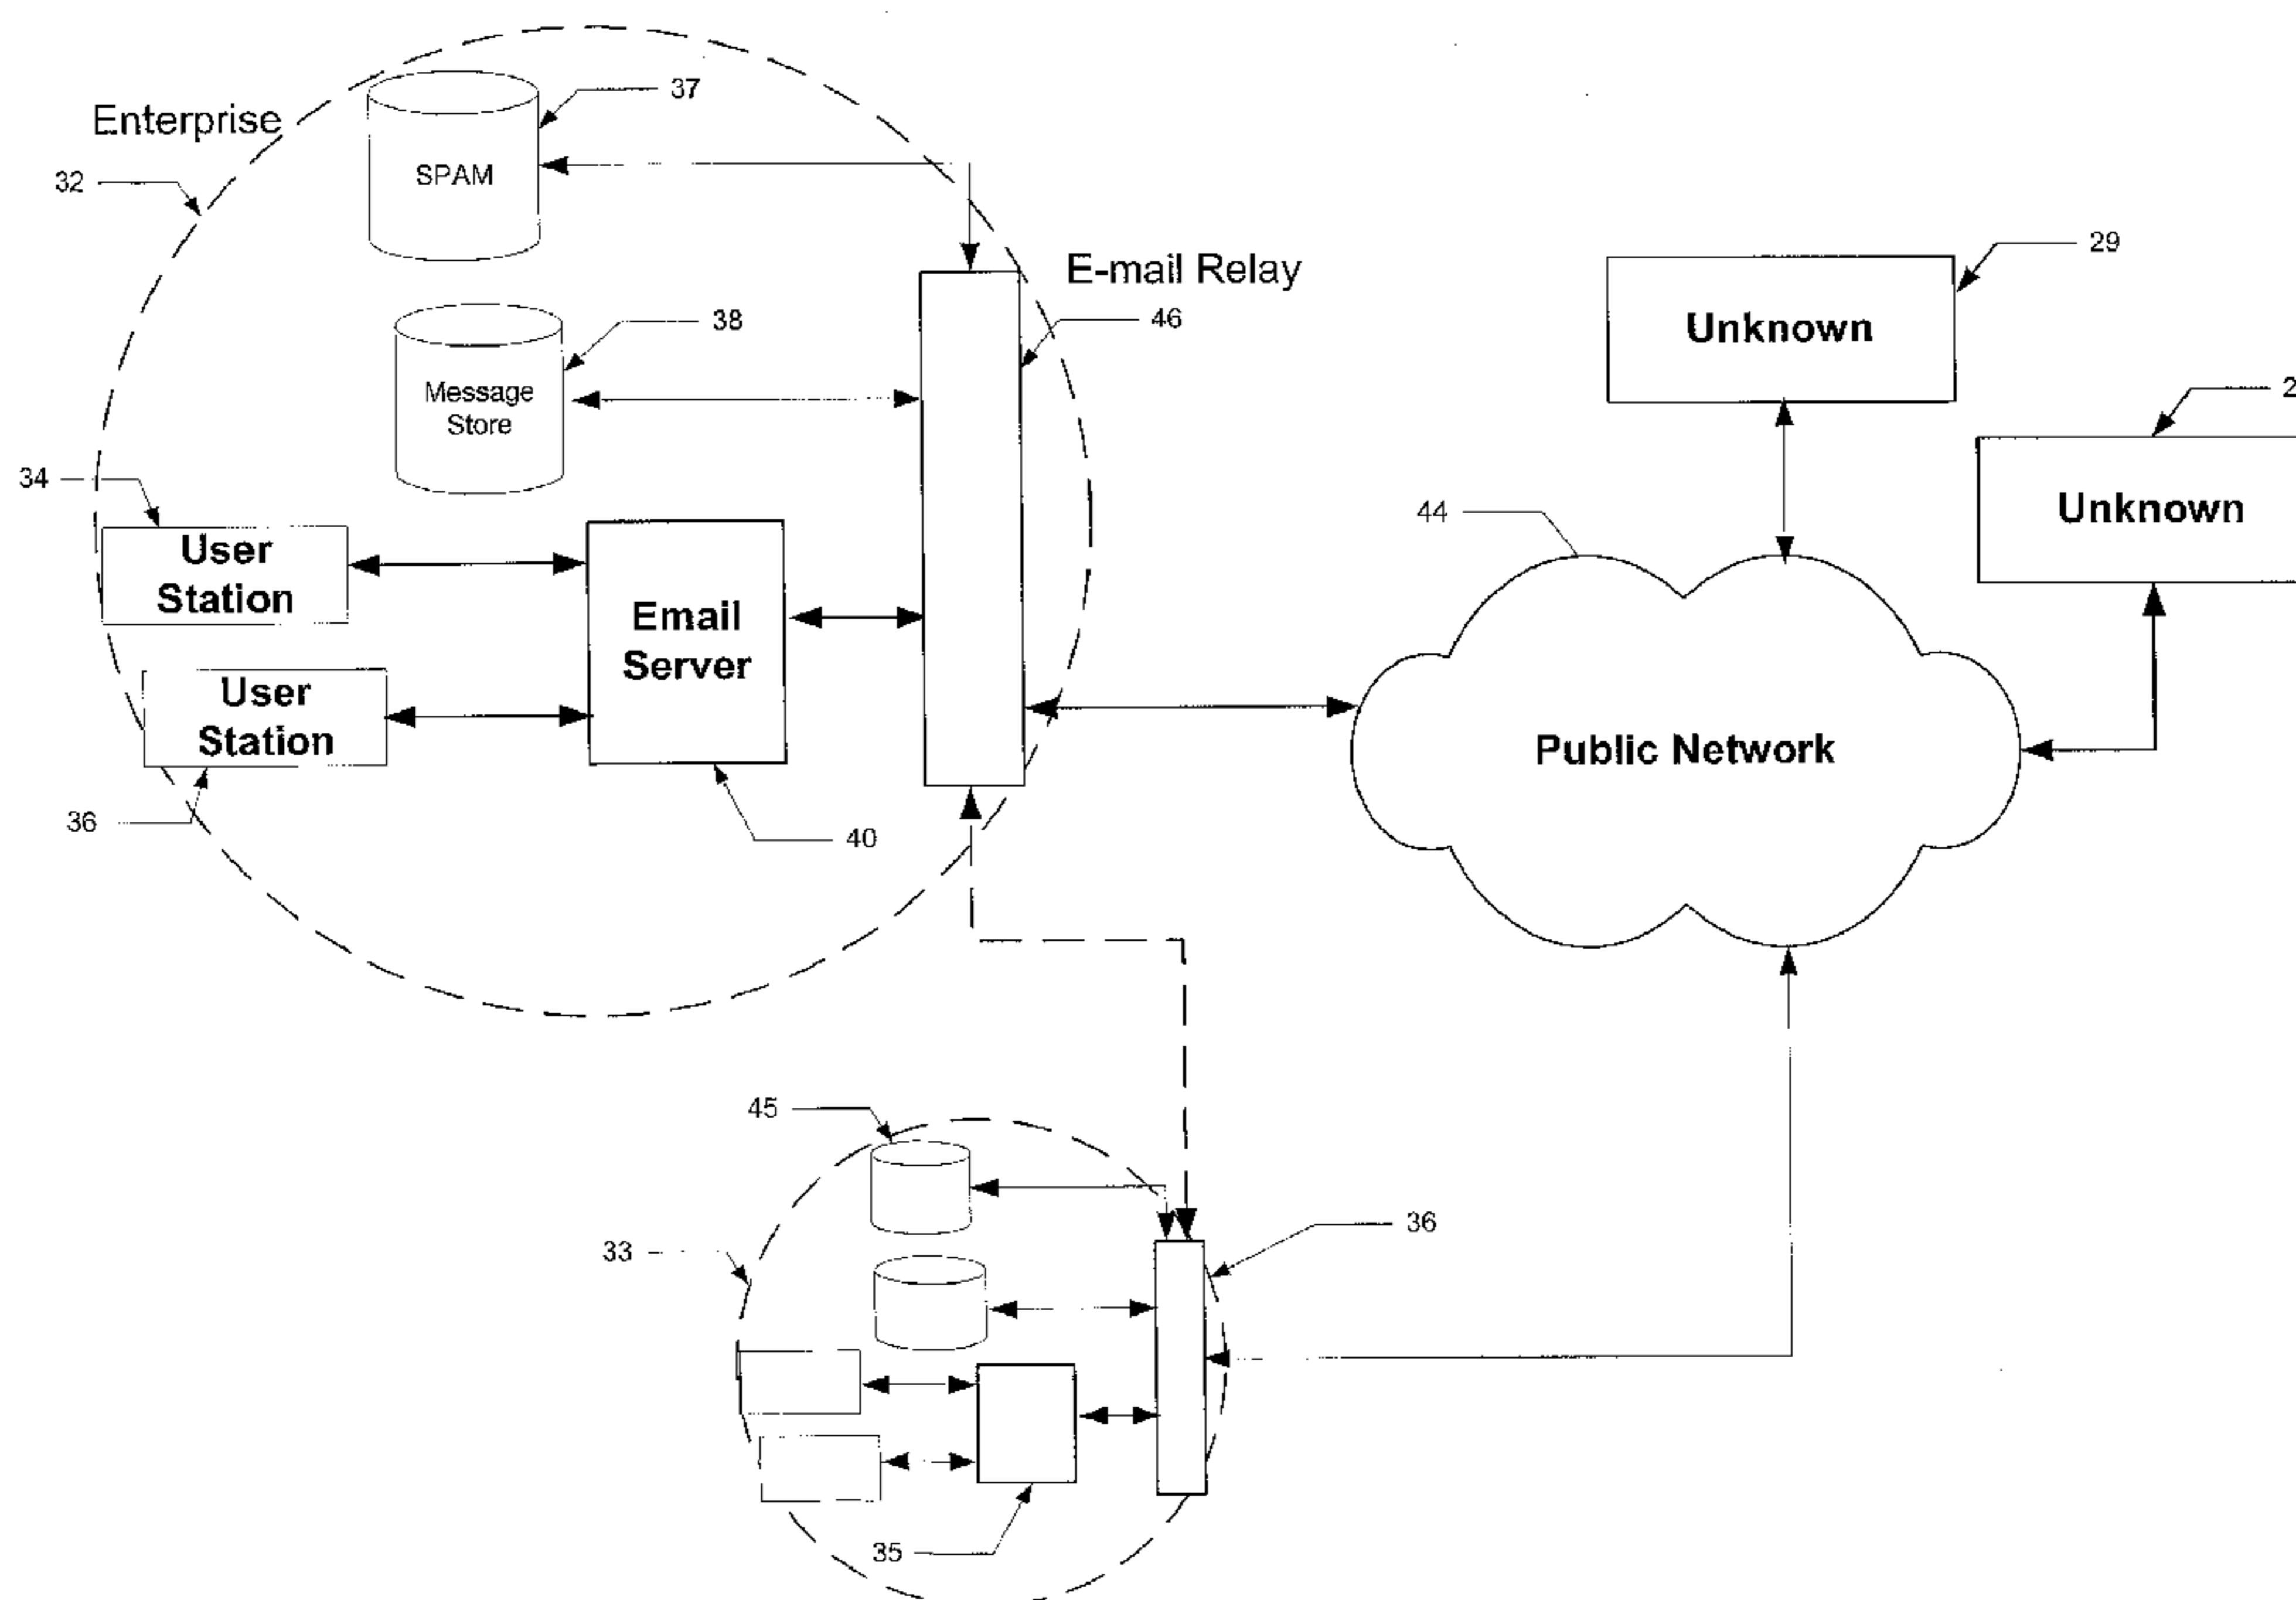 37
Enterprise
SPAM
32
E-mail Relay
29
46
38
Unknown
Message
Store
34
44
Unknown
User
Station
Email
Server
User
Station
Public Network
36
40
45
33
36
35